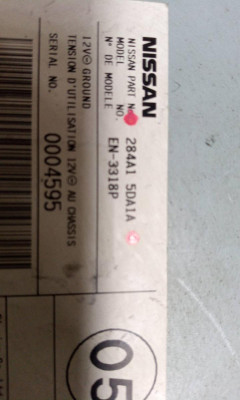 NISSAN
NISSAN PART No. 284A1 5DA1A
MODEL NO. EN-3318P
N° DE MODELE
12V⊖GROUND
TENSION D'UTILISATION 12V⊖ AU CHASSIS
SERIAL NO. 0004595
05